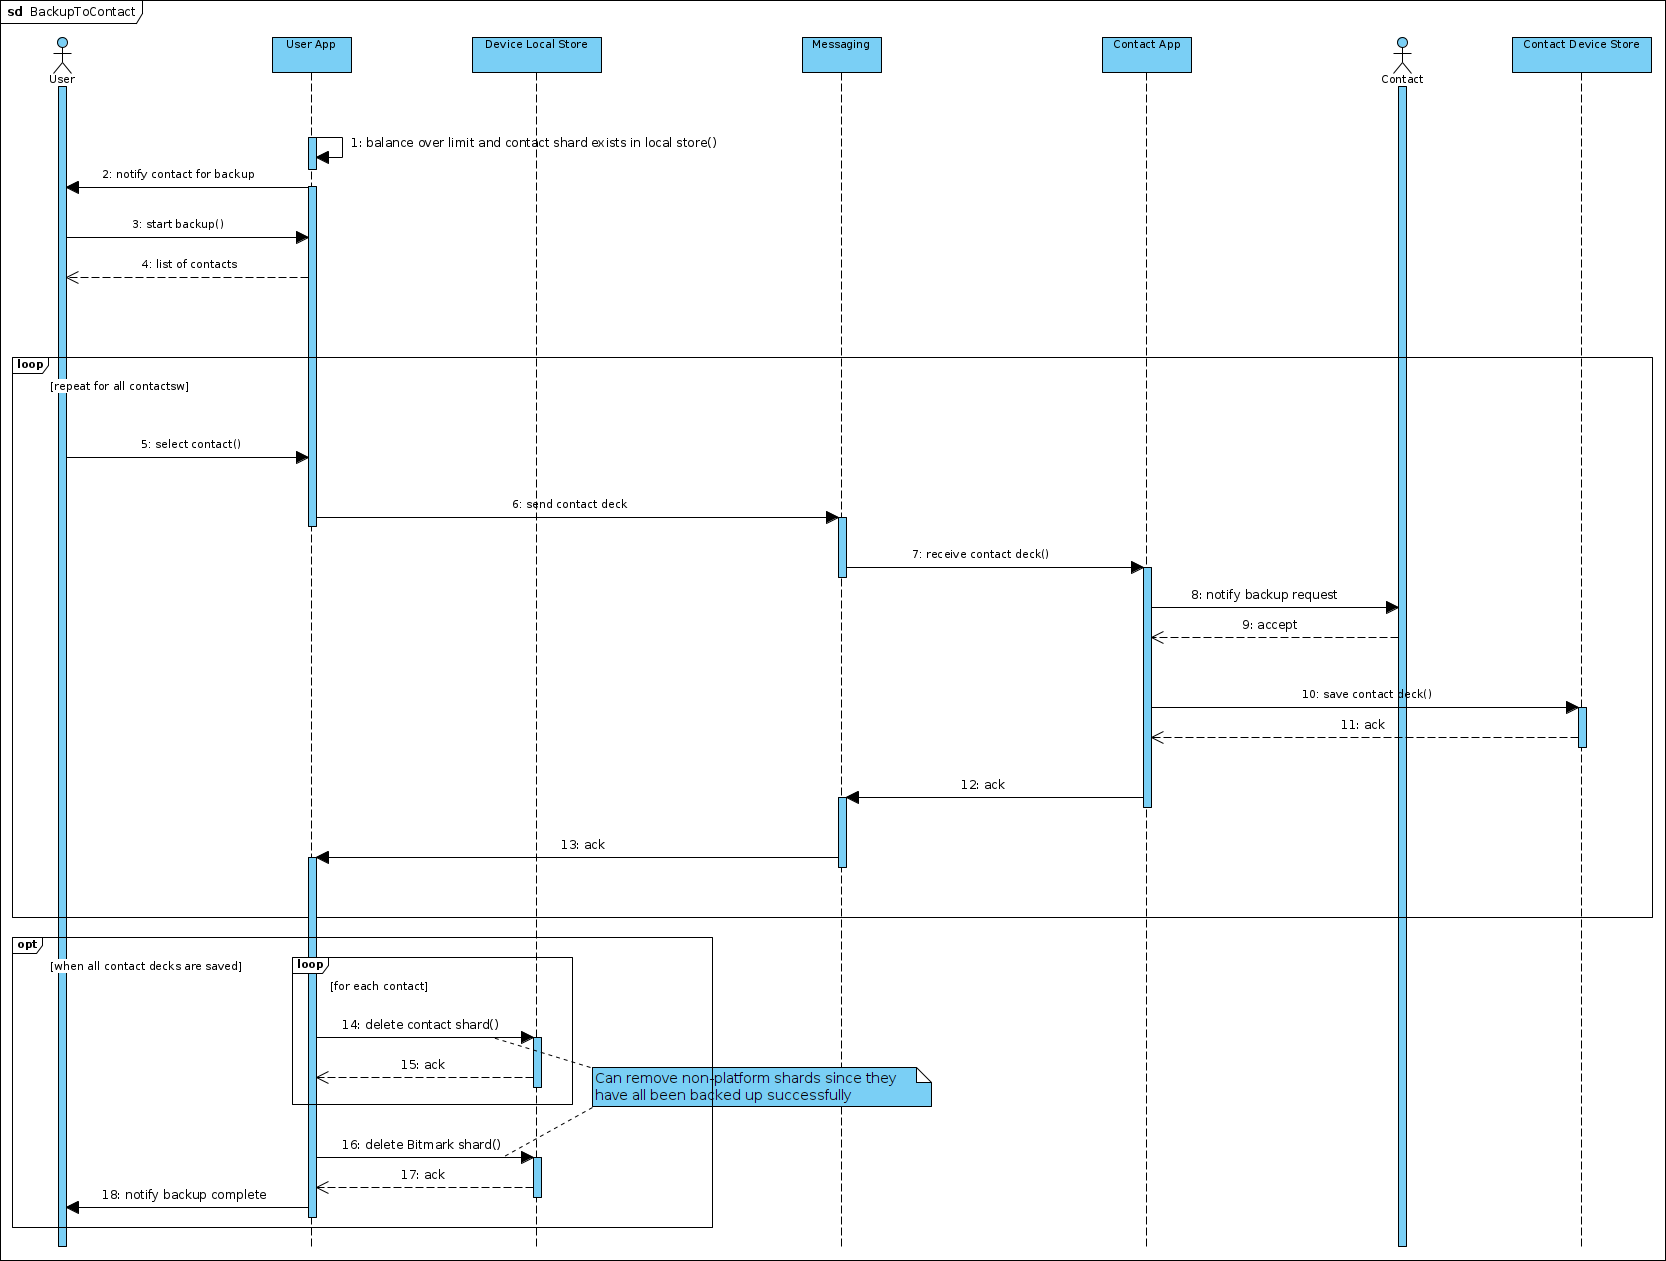 sd BackupToContact
User
User App
Device Local Store
Messaging
Contact App
Contact
Contact Device Store
1: balance over limit and contact shard exists in local store()
2: notify contact for backup
3: start backup()
4: list of contacts
loop
[repeat for all contactsw]
5: select contact()
6: send contact deck
7: receive contact deck()
8: notify backup request
9: accept
10: save contact deck()
11: ack
12: ack
13: ack
opt
[when all contact decks are saved]
loop
[for each contact]
14: delete contact shard()
15: ack
Can remove non-platform shards since they
have all been backed up successfully
16: delete Bitmark shard()
17: ack
18: notify backup complete